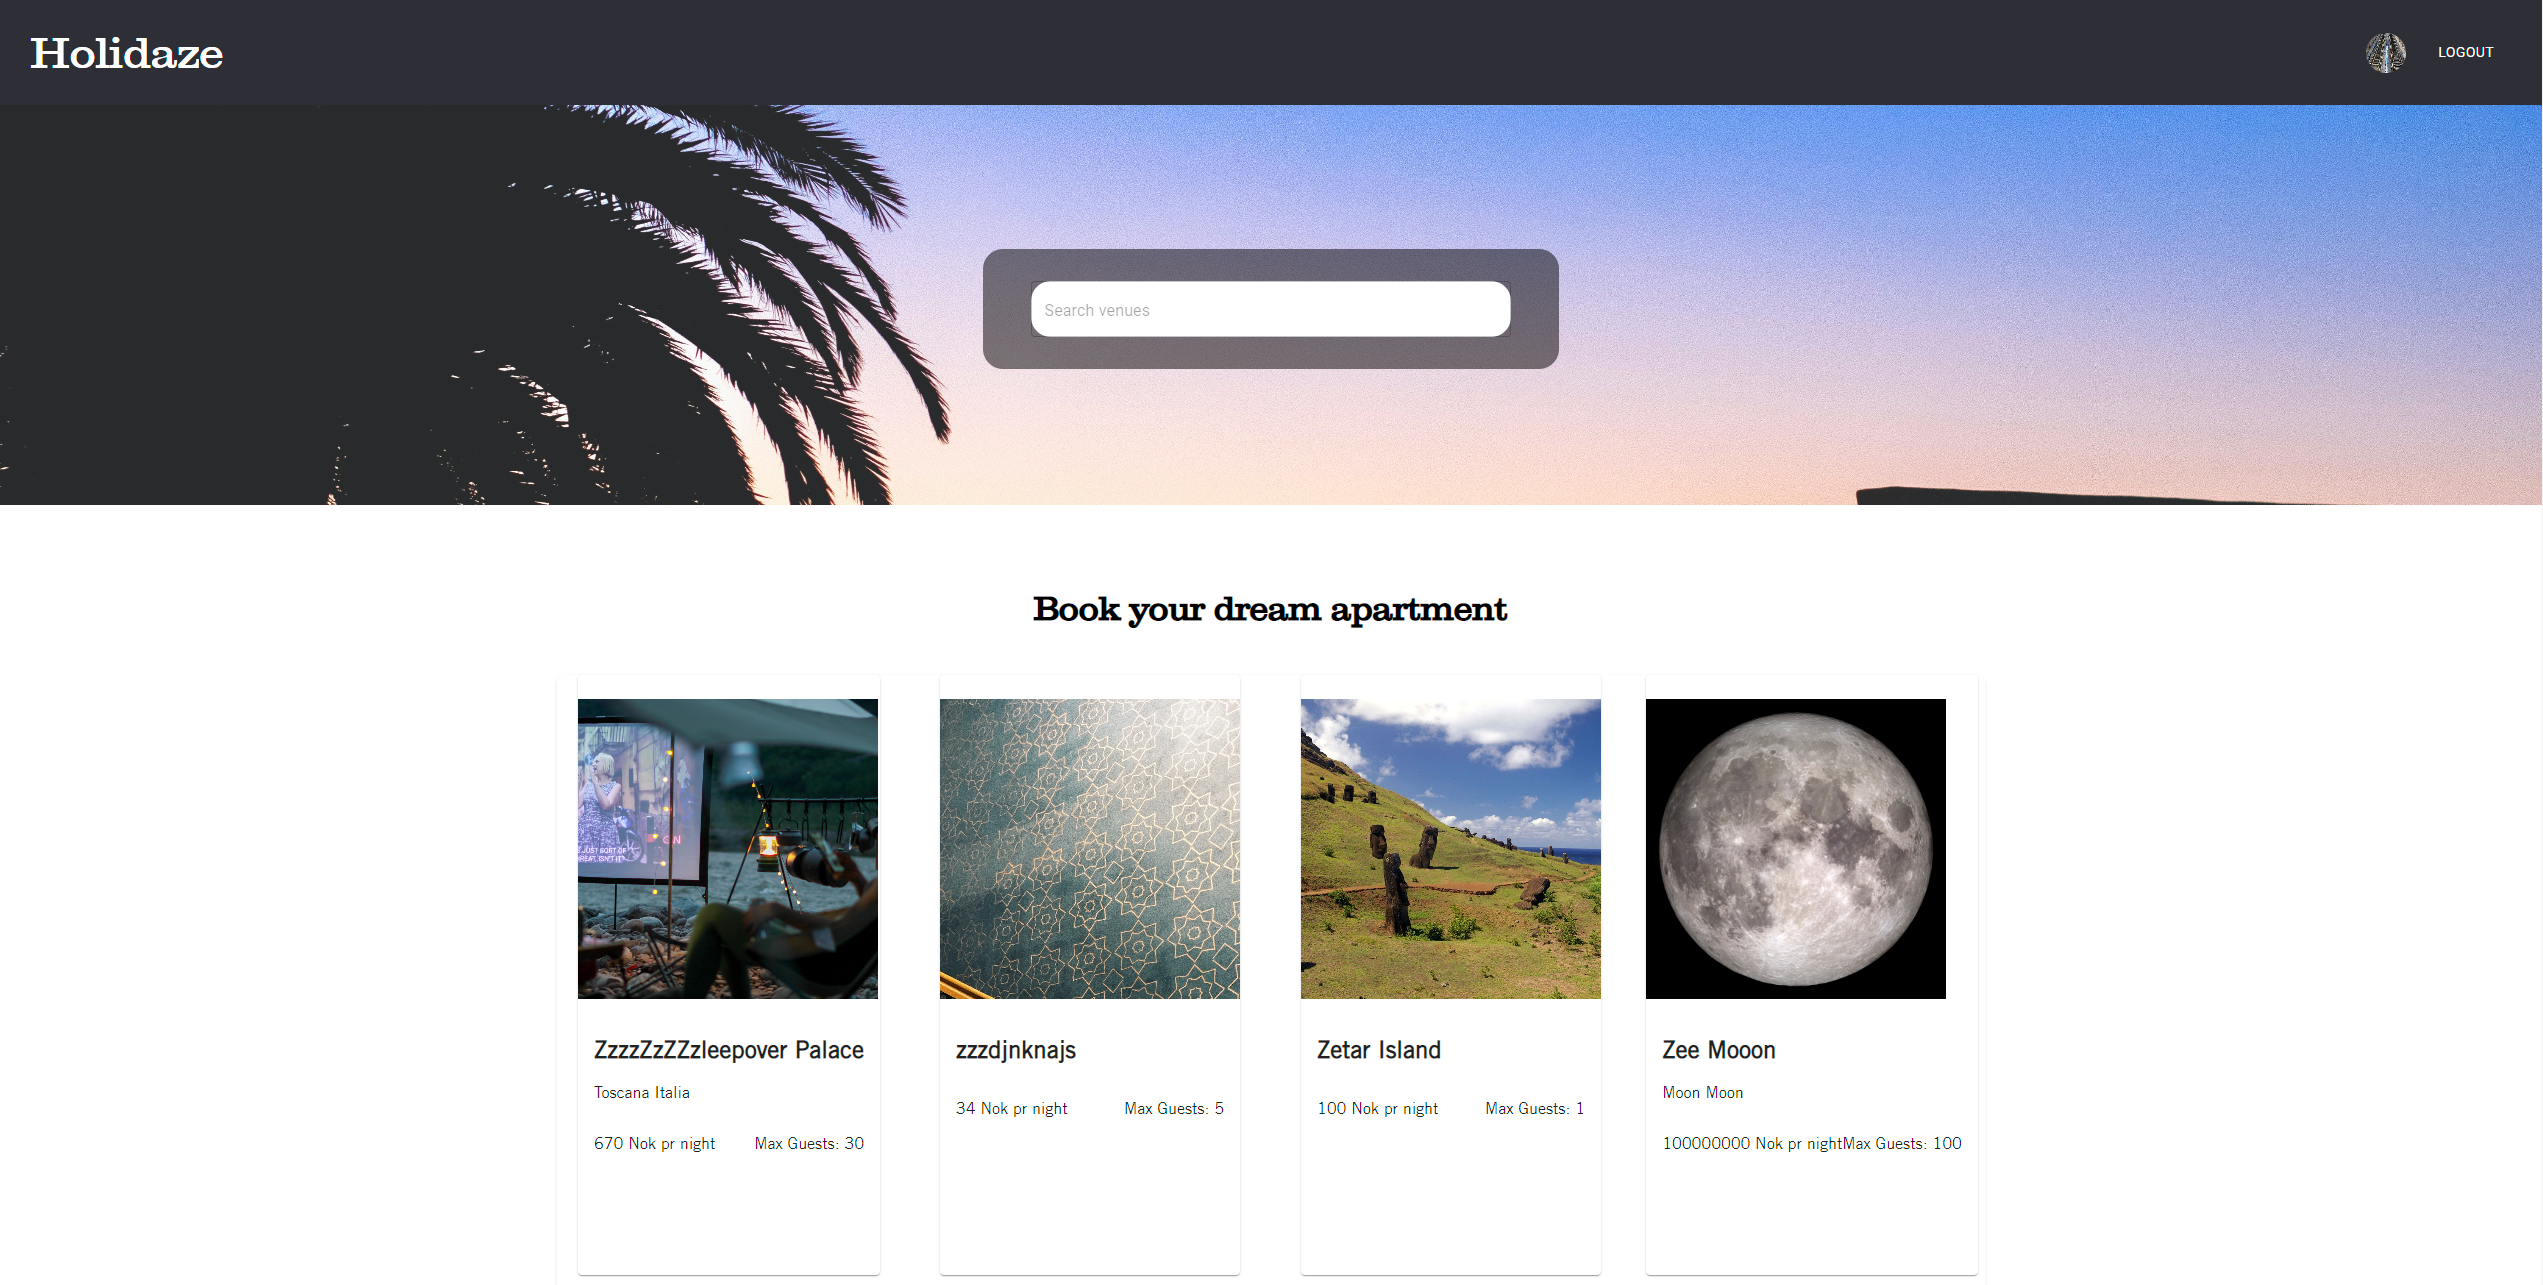 Holidaze
LOGOUT
Search venues
Book your dream apartment
ZzzzZzZZzleepover Palace
Toscana Italia
670 Nok pr night Max Guests: 30
zzzdjnknajs
34 Nok pr night Max Guests: 5
Zetar Island
100 Nok pr night Max Guests: 1
Zee Mooon
Moon Moon
100000000 Nok pr nightMax Guests: 100